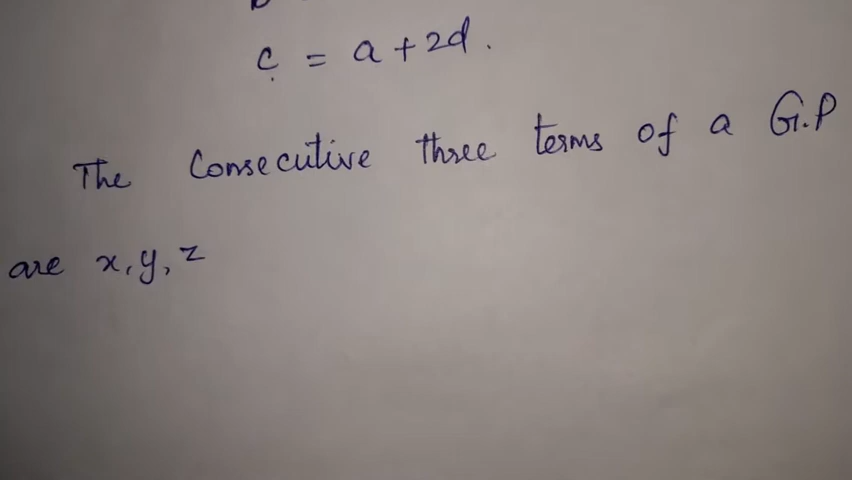 c = a + 2d.
The Consecutive three terms of a G.P
are x, y, z